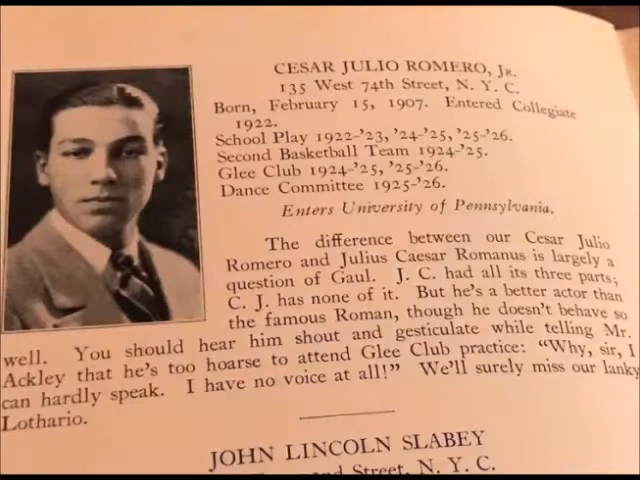 CESAR JULIO ROMERO, JR.
135 WEST 74TH STREET, N. Y. C.
BORN, FEBRUARY 15, 1907. ENTERED COLLEGIATE
1922.
SCHOOL PLAY 1922-'23, '24-'25, '25-'26.
SECOND BASKETBALL TEAM 1924-'25.
GLEE CLUB 1924-'25, '25-'26.
DANCE COMMITTEE 1925-'26.
Enters University of Pennsylvania.
The difference between our Cesar Julio
Romero and Julius Caesar Romanus is largely a
question of Gaul. J. C. had all its three parts;
C. J. has none of it. But he's a better actor than
the famous Roman, though he doesn't behave so
well. You should hear him shout and gesticulate while telling Mr.
Ackley that he's too hoarse to attend Glee Club practice: "Why, sir, I
can hardly speak. I have no voice at all!" We'll surely miss our lanky
Lothario.
JOHN LINCOLN SLABEY
STREET, N. Y. C.